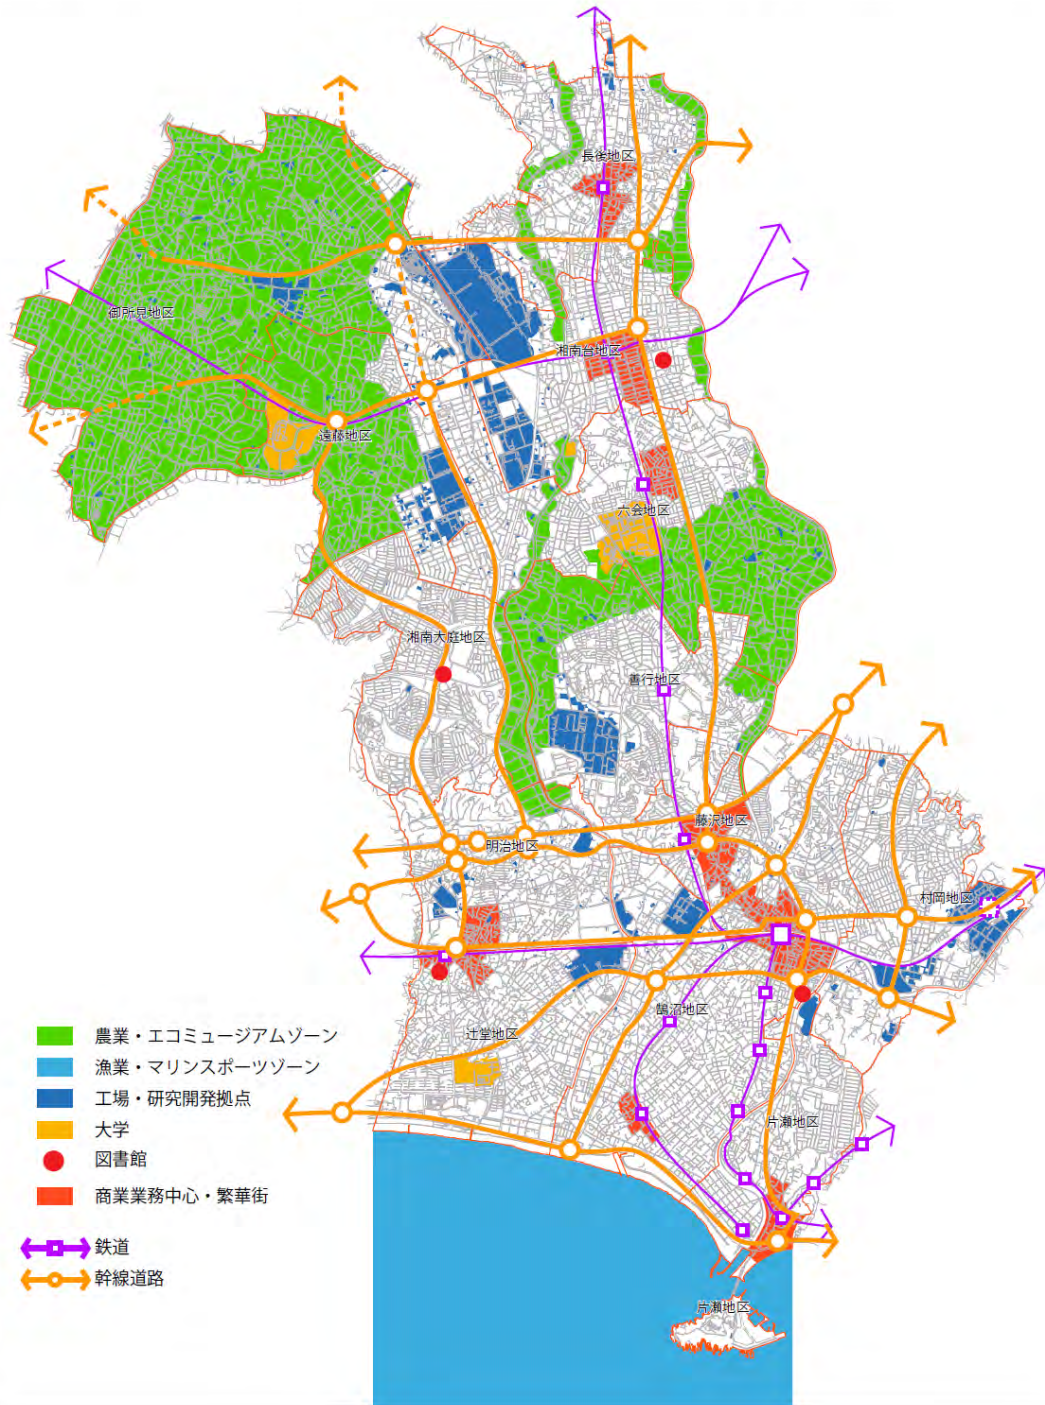 長後地区
御所見地区
湘南台地区
遠藤地区
六会地区
湘南大庭地区
善行地区
藤沢地区
明治地区
村岡地区
鵠沼地区
辻堂地区
片瀬地区
片瀬地区
農業・エコミュージアムゾーン
漁業・マリンスポーツゾーン
工場・研究開発拠点
大学
図書館
商業業務中心・繁華街
鉄道
幹線道路